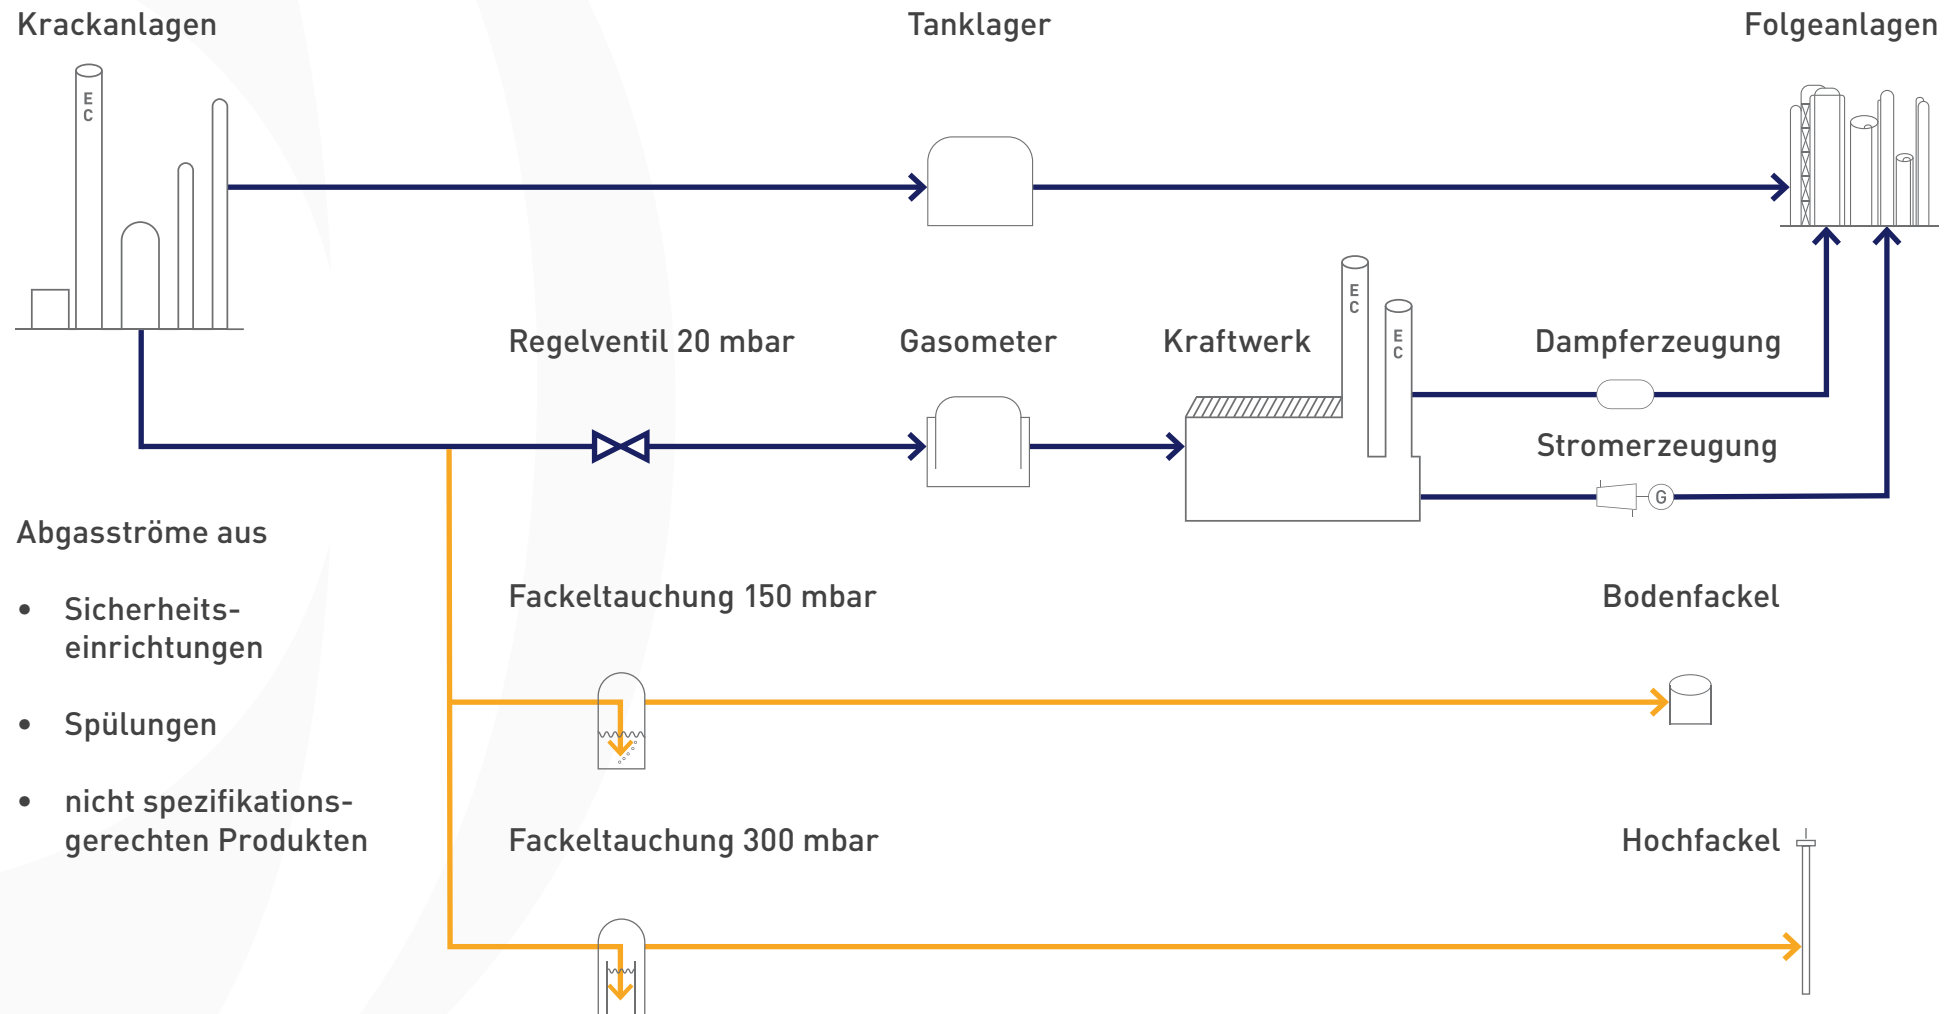 Krackanlagen
Tanklager
Folgeanlagen
E
C
E
C
E
C
Regelventil 20 mbar
Gasometer
Kraftwerk
Dampferzeugung
Stromerzeugung
G
Abgasströme aus
• Sicherheits-
einrichtungen
• Spülungen
• nicht spezifikations-
gerechten Produkten
Fackeltauchung 150 mbar
Bodenfackel
Fackeltauchung 300 mbar
Hochfackel